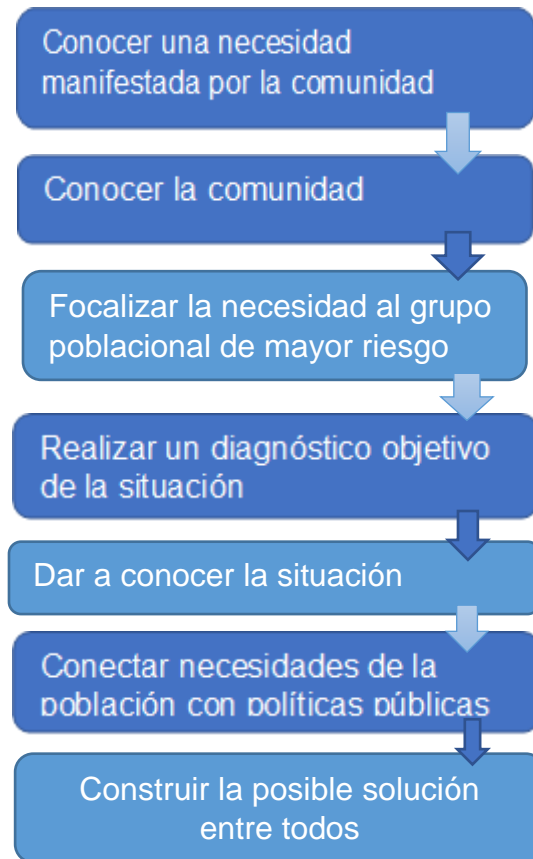 Conocer una necesidad
manifestada por la comunidad
Conocer la comunidad
Focalizar la necesidad al grupo
poblacional de mayor riesgo
Realizar un diagnóstico objetivo
de la situación
Dar a conocer la situación
Conectar necesidades de la
población con políticas públicas
Construir la posible solución
entre todos